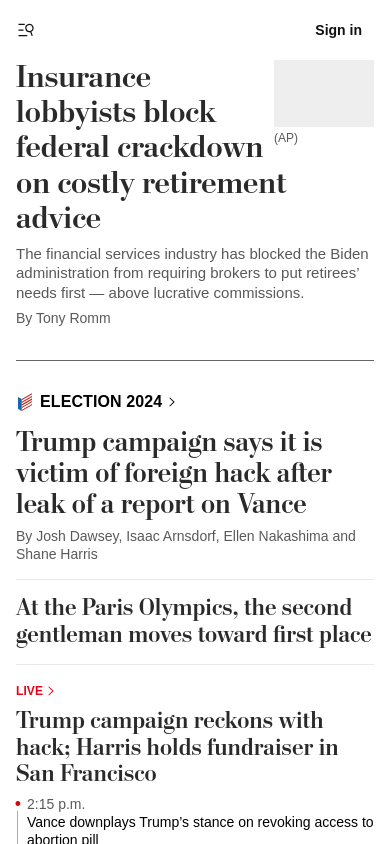 Sign in
Insurance
lobbyists block
federal crackdown
on costly retirement
advice
(AP)
The financial services industry has blocked the Biden
administration from requiring brokers to put retirees’
needs first — above lucrative commissions.
By Tony Romm
ELECTION 2024
Trump campaign says it is
victim of foreign hack after
leak of a report on Vance
By Josh Dawsey, Isaac Arnsdorf, Ellen Nakashima and
Shane Harris
At the Paris Olympics, the second
gentleman moves toward first place
LIVE
Trump campaign reckons with
hack; Harris holds fundraiser in
San Francisco
2:15 p.m.
Vance downplays Trump’s stance on revoking access to
abortion pill